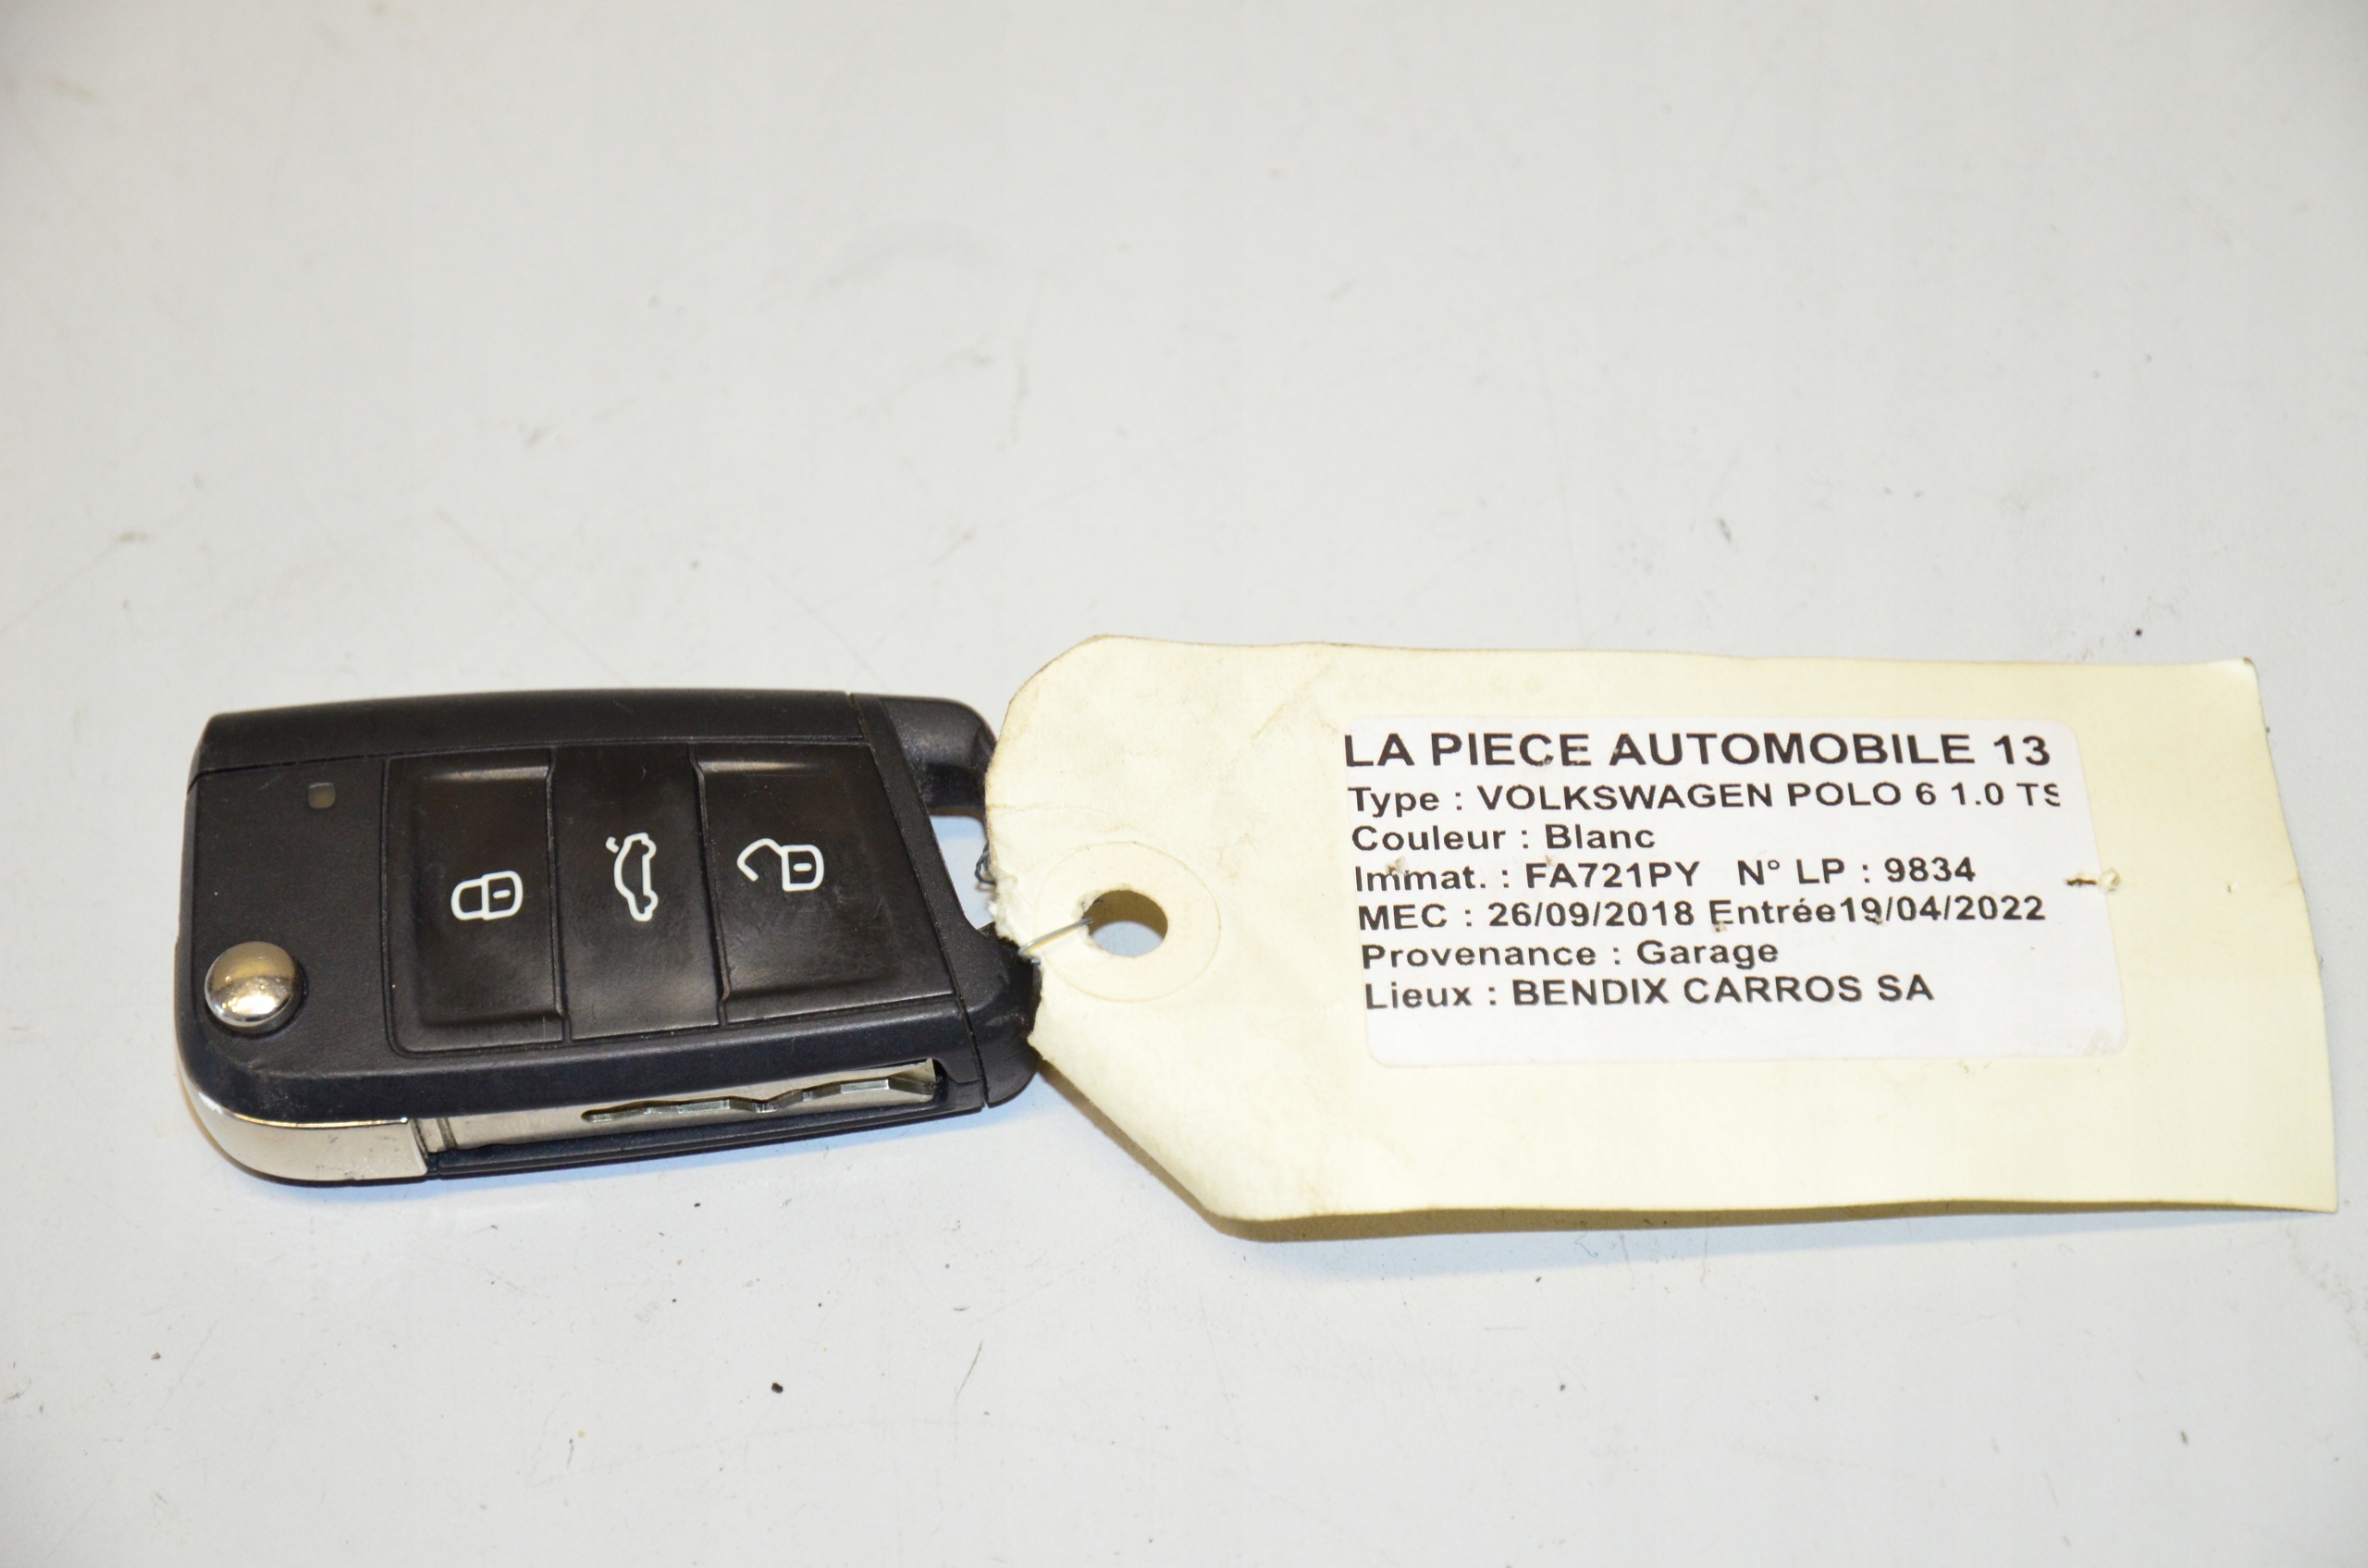 LA PIECE AUTOMOBILE 13
Type : VOLKSWAGEN POLO 6 1.0 TS
Couleur : Blanc
Immat. : FA721PY N° LP : 9834
MEC : 26/09/2018 Entrée19/04/2022
Provenance : Garage
Lieux : BENDIX CARROS SA